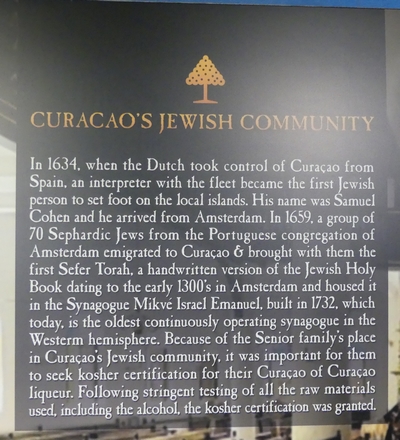 CURACAO'S JEWISH COMMUNITY
In 1634, when the Dutch took control of Curaçao from
Spain, an interpreter with the fleet became the first Jewish
person to set foot on the local islands. His name was Samuel
Cohen and he arrived from Amsterdam. In 1659, a group of
70 Sephardic Jews from the Portuguese congregation of
Amsterdam emigrated to Curaçao & brought with them the
first Sefer Torah, a handwritten version of the Jewish Holy
Book dating to the early 1300's in Amsterdam and housed it
in the Synagogue Mikvé Israel Emanuel, built in 1732, which
today, is the oldest continuously operating synagogue in the
Western hemisphere. Because of the Senior family's place
in Curaçao's Jewish community, it was important for them
to seek kosher certification for their Curaçao of Curaçao
liqueur. Following stringent testing of all the raw materials
used, including the alcohol, the kosher certification was granted.